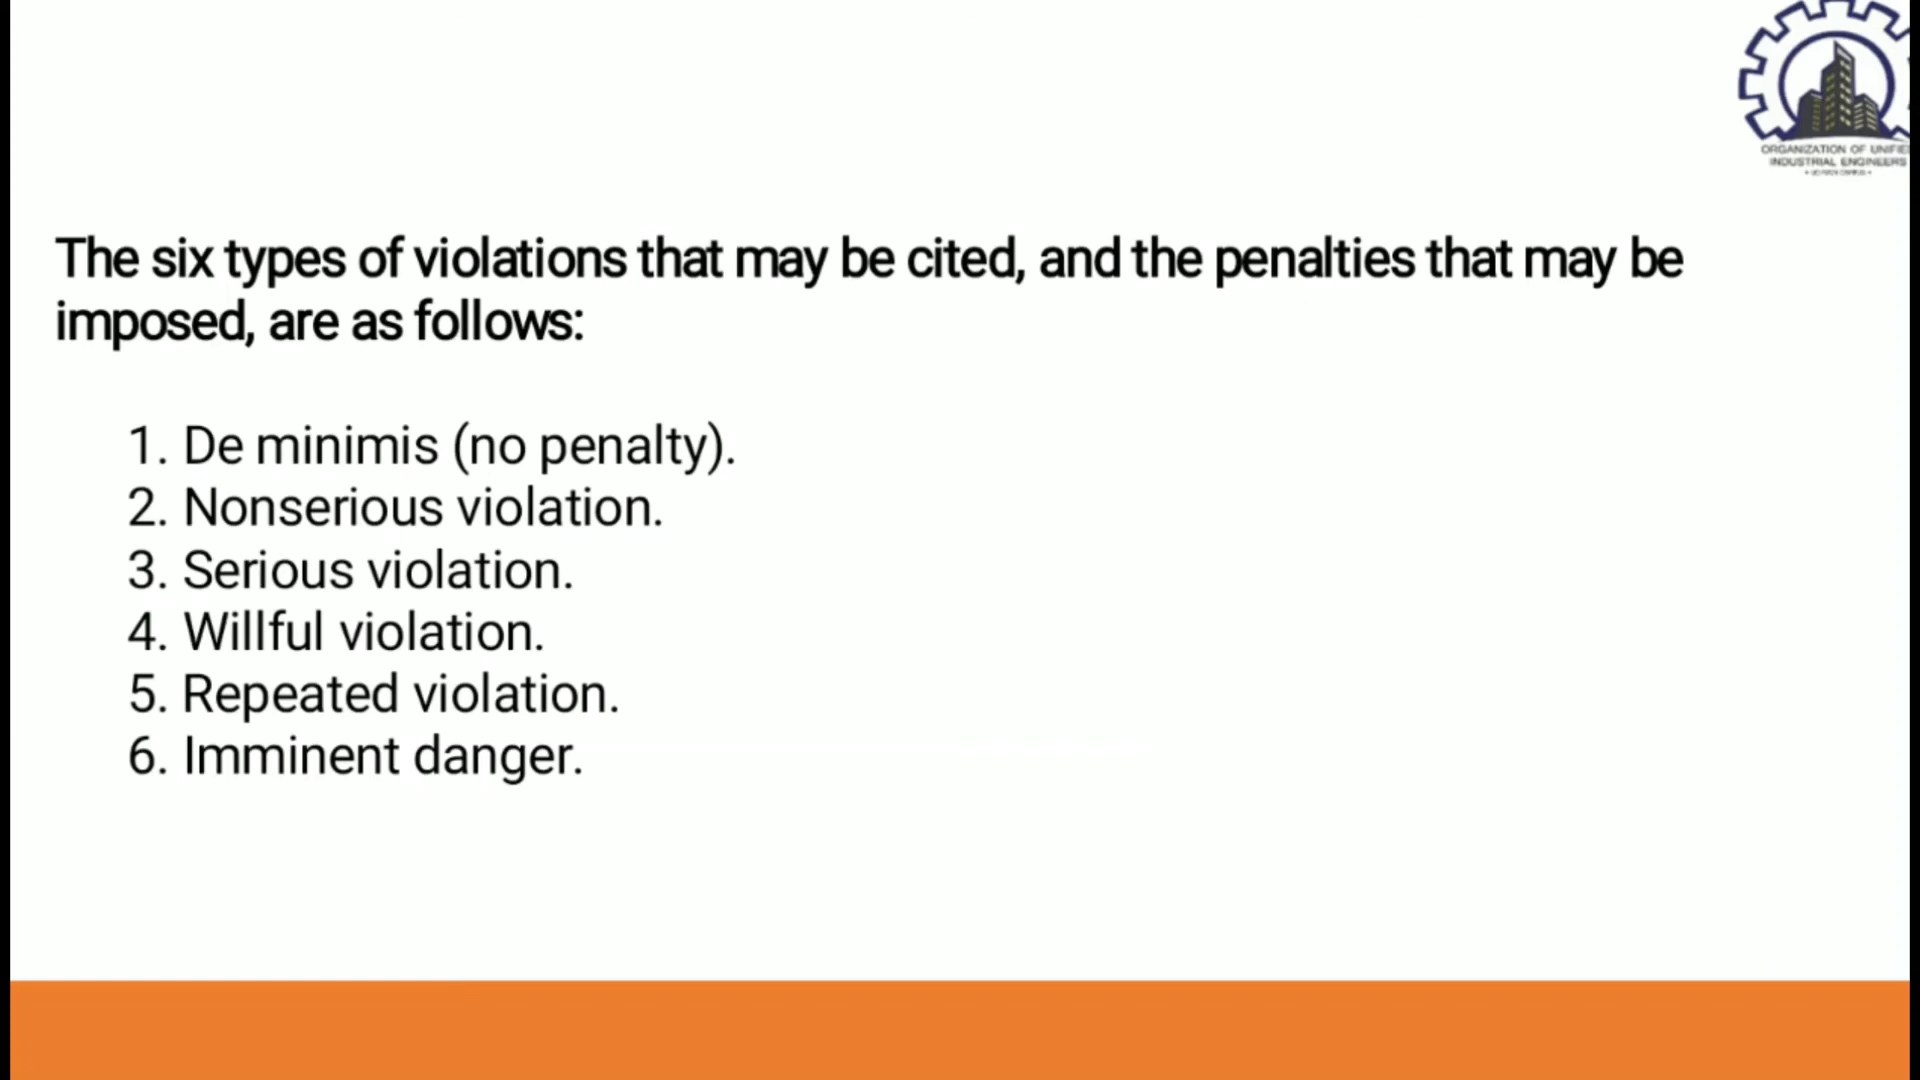 ORGANIZATION OF UNIFIE
INDUSTRIAL ENGINEERS
The six types of violations that may be cited, and the penalties that may be
imposed, are as follows:
1. De minimis (no penalty).
2. Nonserious violation.
3. Serious violation.
4. Willful violation.
5. Repeated violation.
6. Imminent danger.